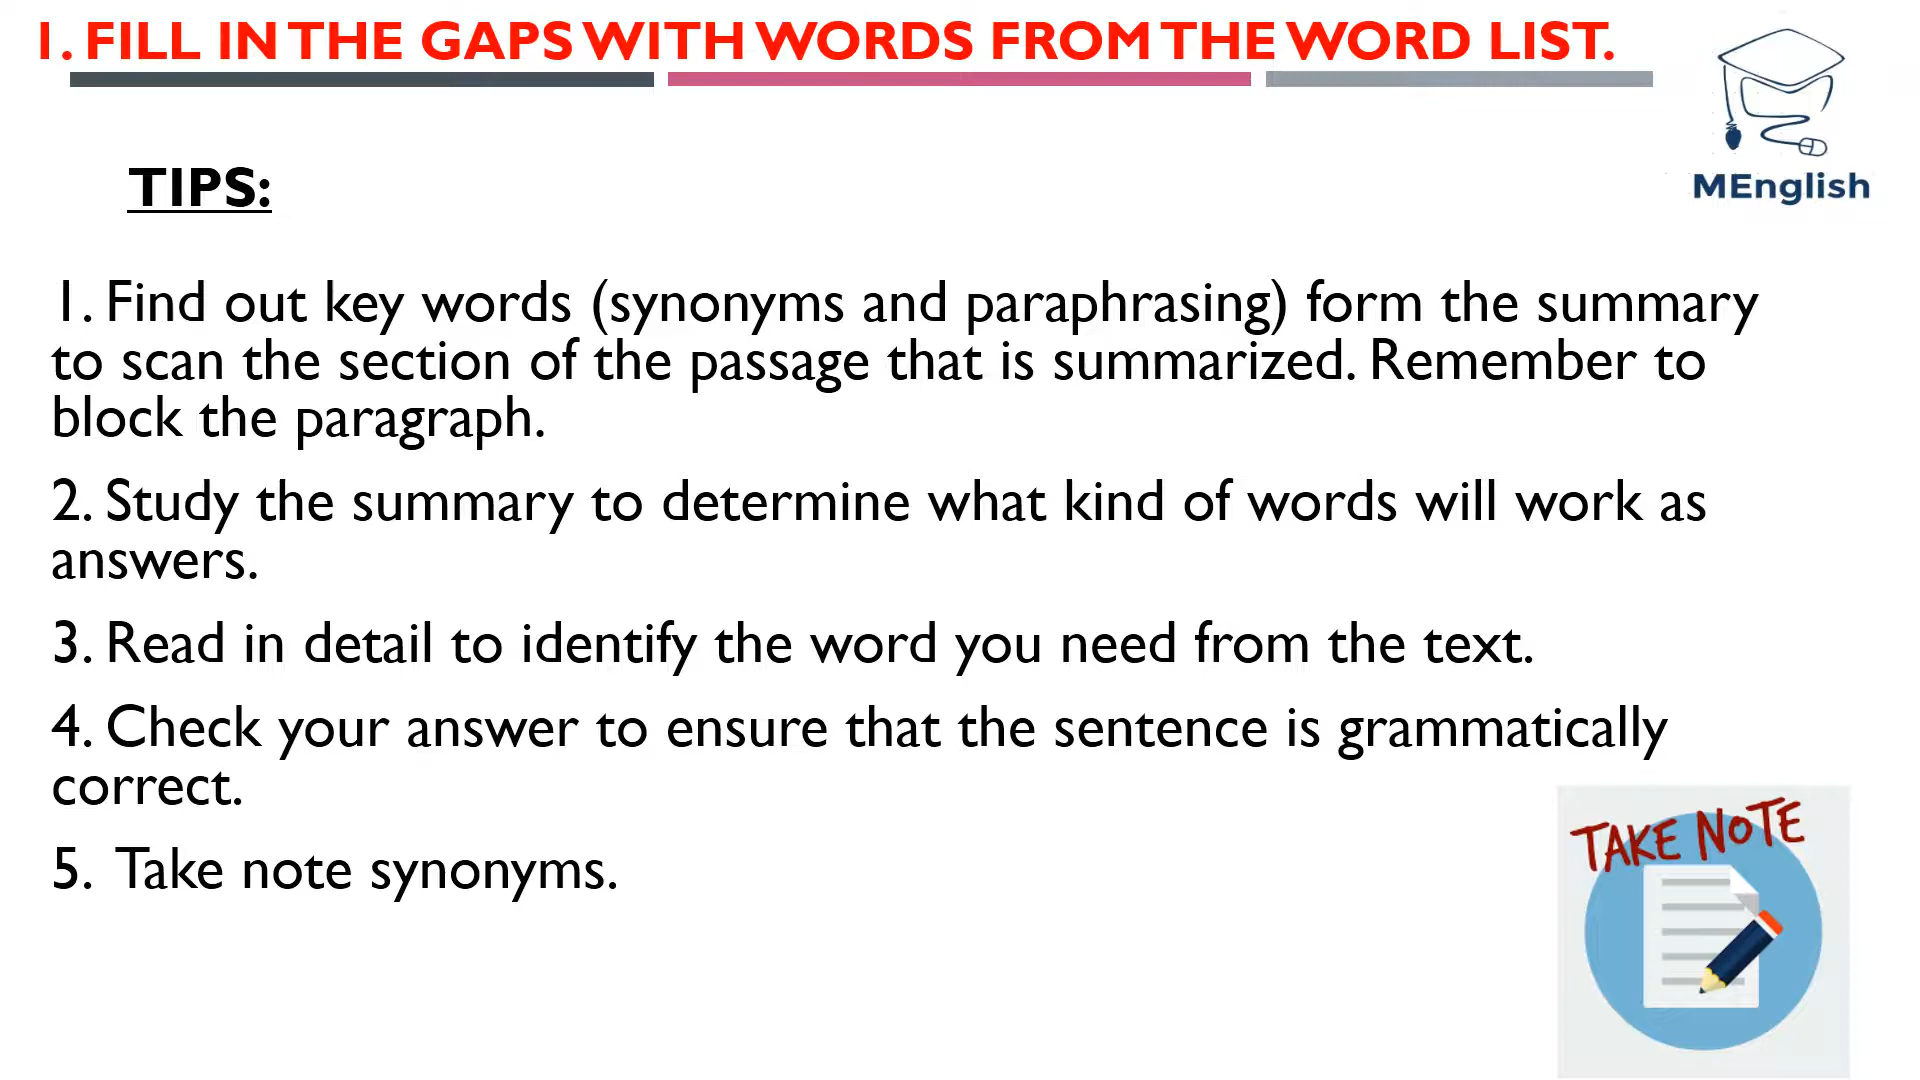 1. FILL IN THE GAPS WITH WORDS FROM THE WORD LIST.
MEnglish
TIPS:
1. Find out key words (synonyms and paraphrasing) form the summary
to scan the section of the passage that is summarized. Remember to
block the paragraph.
2. Study the summary to determine what kind of words will work as
answers.
3. Read in detail to identify the word you need from the text.
4. Check your answer to ensure that the sentence is grammatically
correct.
5. Take note synonyms.
TAKE NOTE